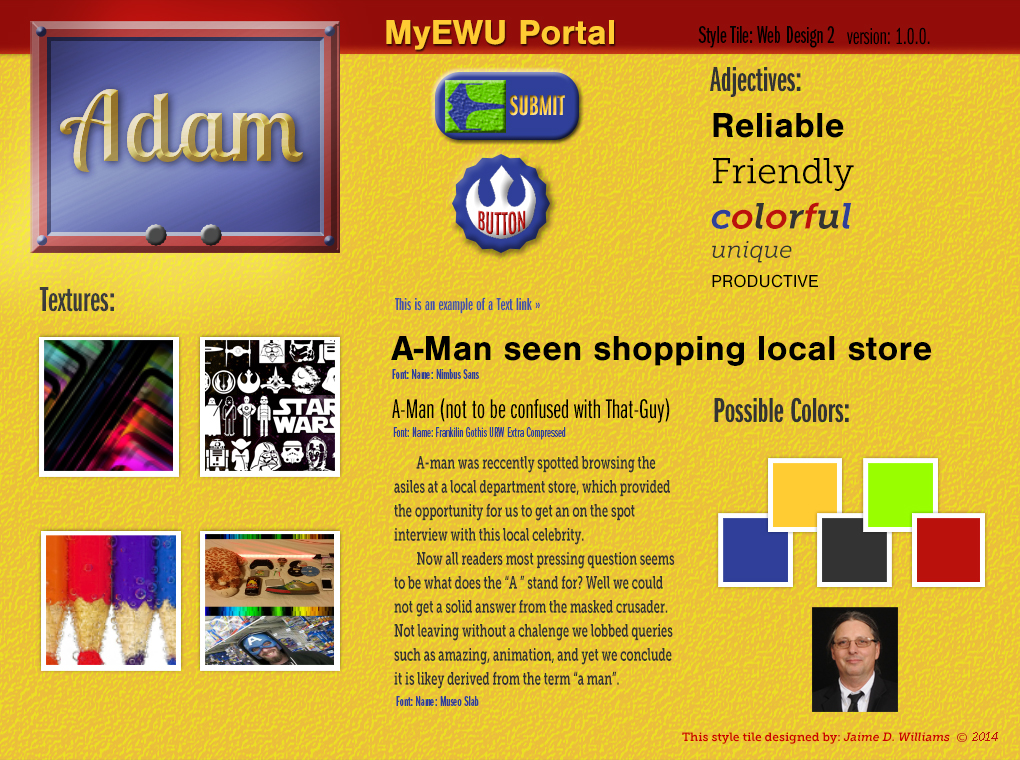 MyEWU Portal
Style Tile: Web Design 2 version: 1.0.0.
Adam
SUBMIT
BUTTON
Adjectives:
Reliable
Friendly
colorful
unique
PRODUCTIVE
Textures:
STAR
WARS
A
This is an example of a Text link »
A-Man seen shopping local store
Font: Name: Nimbus Sans
A-Man (not to be confused with That-Guy)
Font: Name: Frankilin Gothis URW Extra Compressed
A-man was reccently spotted browsing the
asiles at a local department store, which provided
the opportunity for us to get an on the spot
interview with this local celebrity.
Now all readers most pressing question seems
to be what does the “A ” stand for? Well we could
not get a solid answer from the masked crusader.
Not leaving without a chalenge we lobbed queries
such as amazing, animation, and yet we conclude
it is likey derived from the term “a man”.
Font: Name: Museo Slab
Possible Colors:
This style tile designed by: Jaime D. Williams © 2014